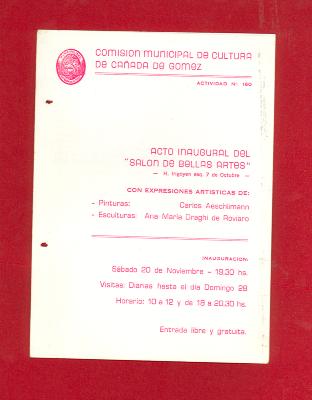 COMISION MUNICIPAL DE CULTURA
DE CAÑADA DE GOMEZ
ACTIVIDAD Nº 160
ACTO INAUGURAL DEL
"SALON DE BELLAS ARTES"
— H. Irigoyen esq. 7 de Octubre —
CON EXPRESIONES ARTISTICAS DE:
- Pinturas: Carlos Aeschlimann
- Esculturas: Ana María Draghi de Roviaro
INAUGURACION:
Sábado 20 de Noviembre - 19.30 hs.
Visitas: Diarias hasta el día Domingo 28
Horario: 10 a 12 y de 18 a 20.30 hs.
Entrada libre y gratuita.